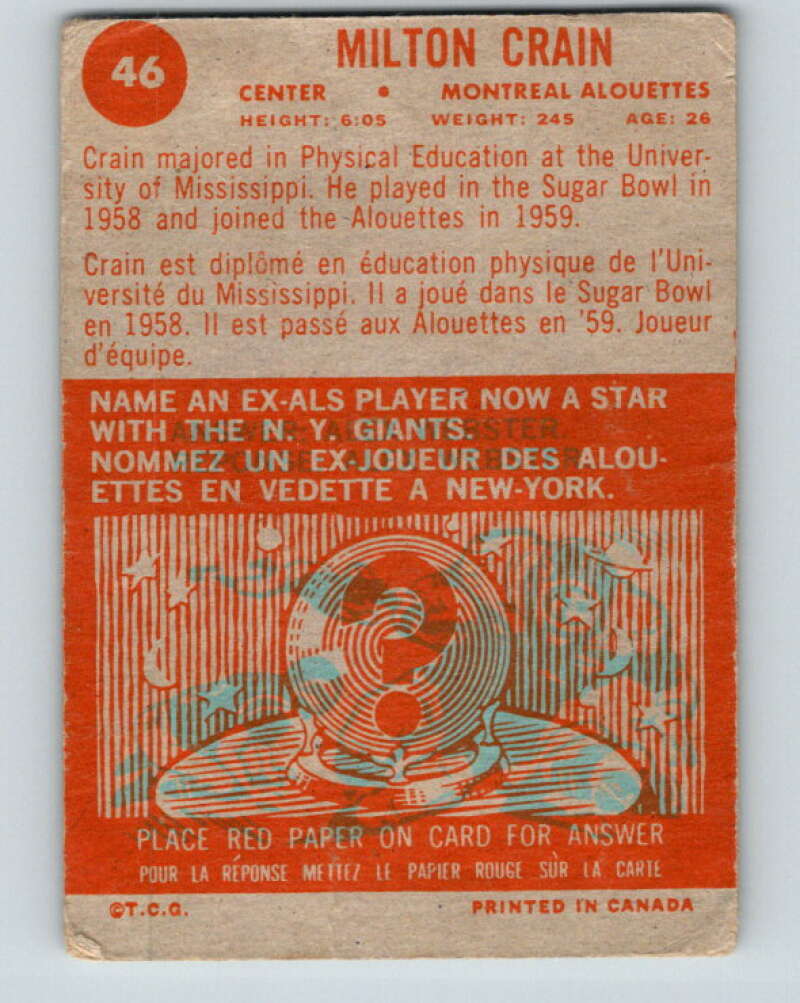 46
MILTON CRAIN
CENTER • MONTREAL ALOUETTES
HEIGHT: 6:05 WEIGHT: 245 AGE: 26
Crain majored in Physical Education at the Univer-
sity of Mississippi. He played in the Sugar Bowl in
1958 and joined the Alouettes in 1959.
Crain est diplômé en éducation physique de l'Uni-
versité du Mississippi. Il a joué dans le Sugar Bowl
en 1958. Il est passé aux Alouettes en '59. Joueur
d'équipe.
NAME AN EX-ALS PLAYER NOW A STAR
WITH THE N. Y. GIANTS.
ANSWER: ALEX WEBSTER.
NOMMEZ UN EX-JOUEUR DES ALOU-
ETTES EN VEDETTE A NEW-YORK.
?
PLACE RED PAPER ON CARD FOR ANSWER
POUR LA RÉPONSE METTEZ LE PAPIER ROUGE SUR LA CARTE
©T.C.G. PRINTED IN CANADA